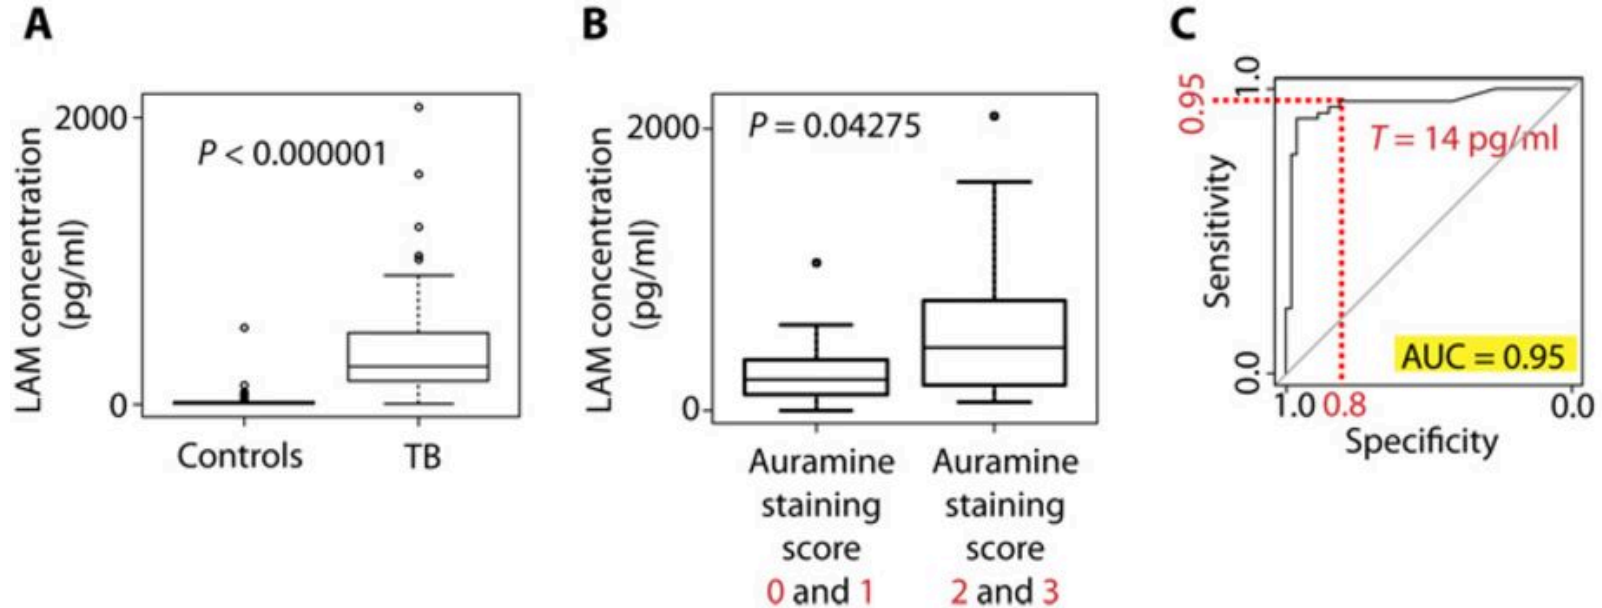 A
LAM concentration
(pg/ml)
2000
0
P < 0.000001
Controls
TB
B
LAM concentration
(pg/ml)
2000
0
P = 0.04275
Auramine
staining
score
0 and 1
Auramine
staining
score
2 and 3
C
Sensitivity
0.95
1.0
0.0
T = 14 pg/ml
AUC = 0.95
1.0 0.8 0.0
Specificity